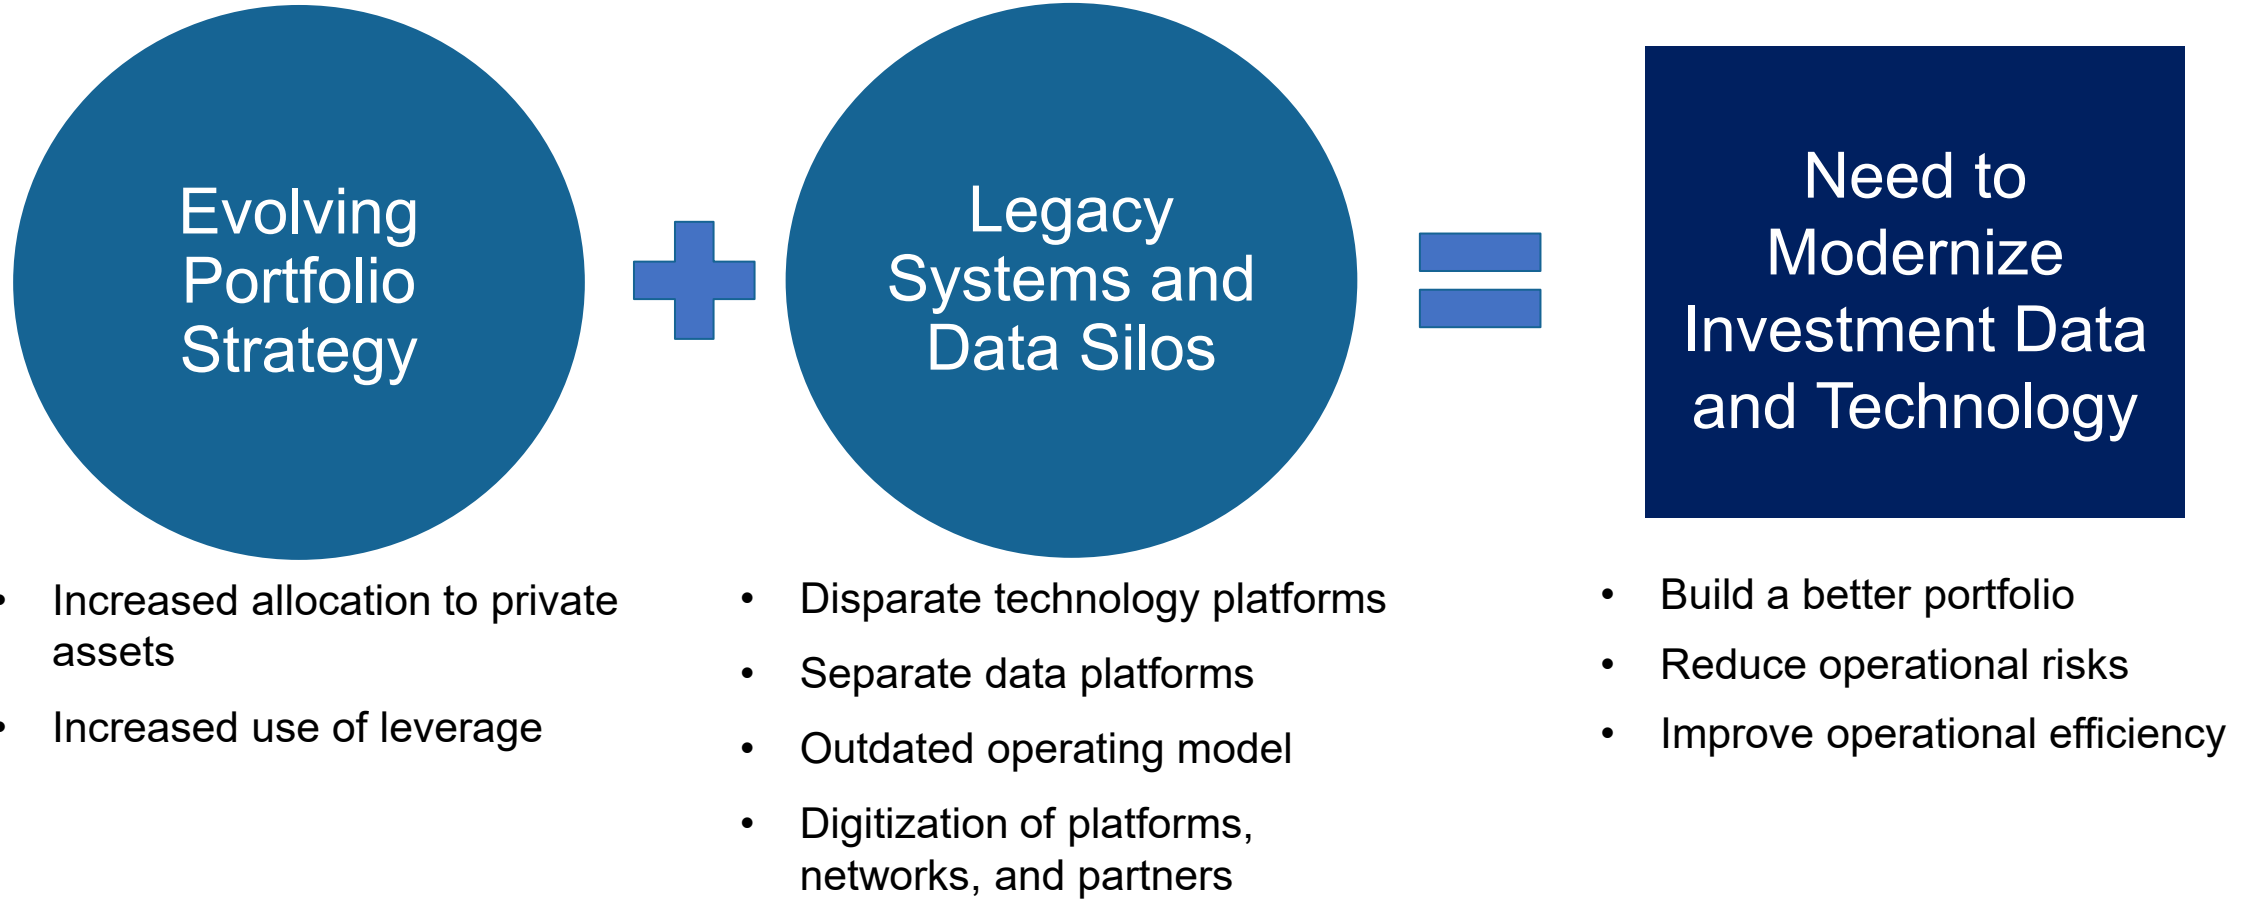 Evolving
Portfolio
Strategy
Legacy
Systems and
Data Silos
Need to
Modernize
Investment Data
and Technology
• Increased allocation to private
assets
• Increased use of leverage
• Disparate technology platforms
• Separate data platforms
• Outdated operating model
• Digitization of platforms,
networks, and partners
• Build a better portfolio
• Reduce operational risks
• Improve operational efficiency